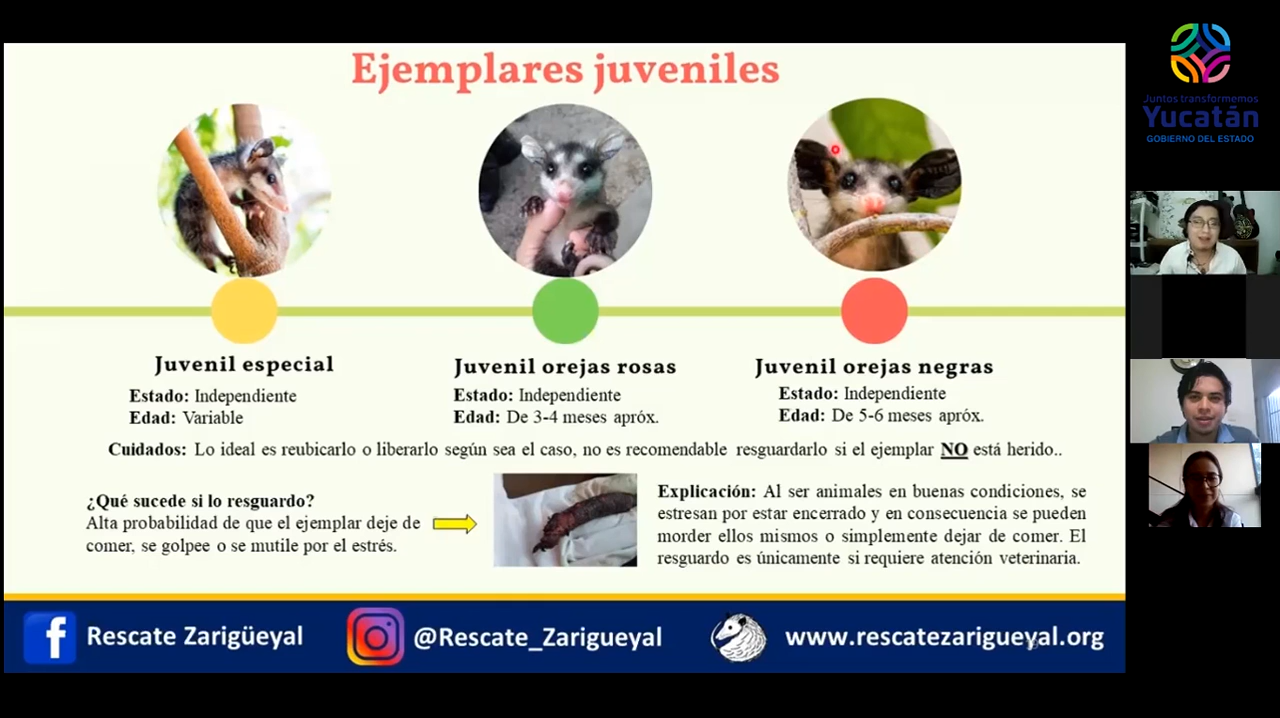 Ejemplares juveniles
Juvenil especial
Estado: Independiente
Edad: Variable
Juvenil orejas rosas
Estado: Independiente
Edad: De 3-4 meses apróx.
Juvenil orejas negras
Estado: Independiente
Edad: De 5-6 meses apróx.
Cuidados: Lo ideal es reubicarlo o liberarlo según sea el caso, no es recomendable resguardarlo si el ejemplar NO está herido..
¿Qué sucede si lo resguardo?
Alta probabilidad de que el ejemplar deje de
comer, se golpee o se mutile por el estrés.
Explicación: Al ser animales en buenas condiciones, se
estresan por estar encerrado y en consecuencia se pueden
morder ellos mismos o simplemente dejar de comer. El
resguardo es únicamente si requiere atención veterinaria.
f Rescate Zarigüeyal
@Rescate_Zarigueyal
www.rescatezarigueyal.org
Juntos transformemos
Yucatán
GOBIERNO DEL ESTADO